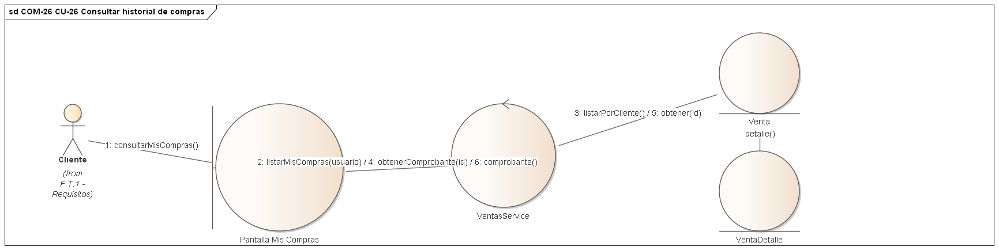 sd COM-26 CU-26 Consultar historial de compras
1: consultarMisCompras()
Cliente
(from
F.T.1 -
Requisitos)
2: listarMisCompras(usuario) / 4: obtenerComprobante(id) / 6: comprobante()
Pantalla Mis Compras
VentasService
3: listarPorCliente() / 5: obtener(id)
Venta
detalle()
VentaDetalle